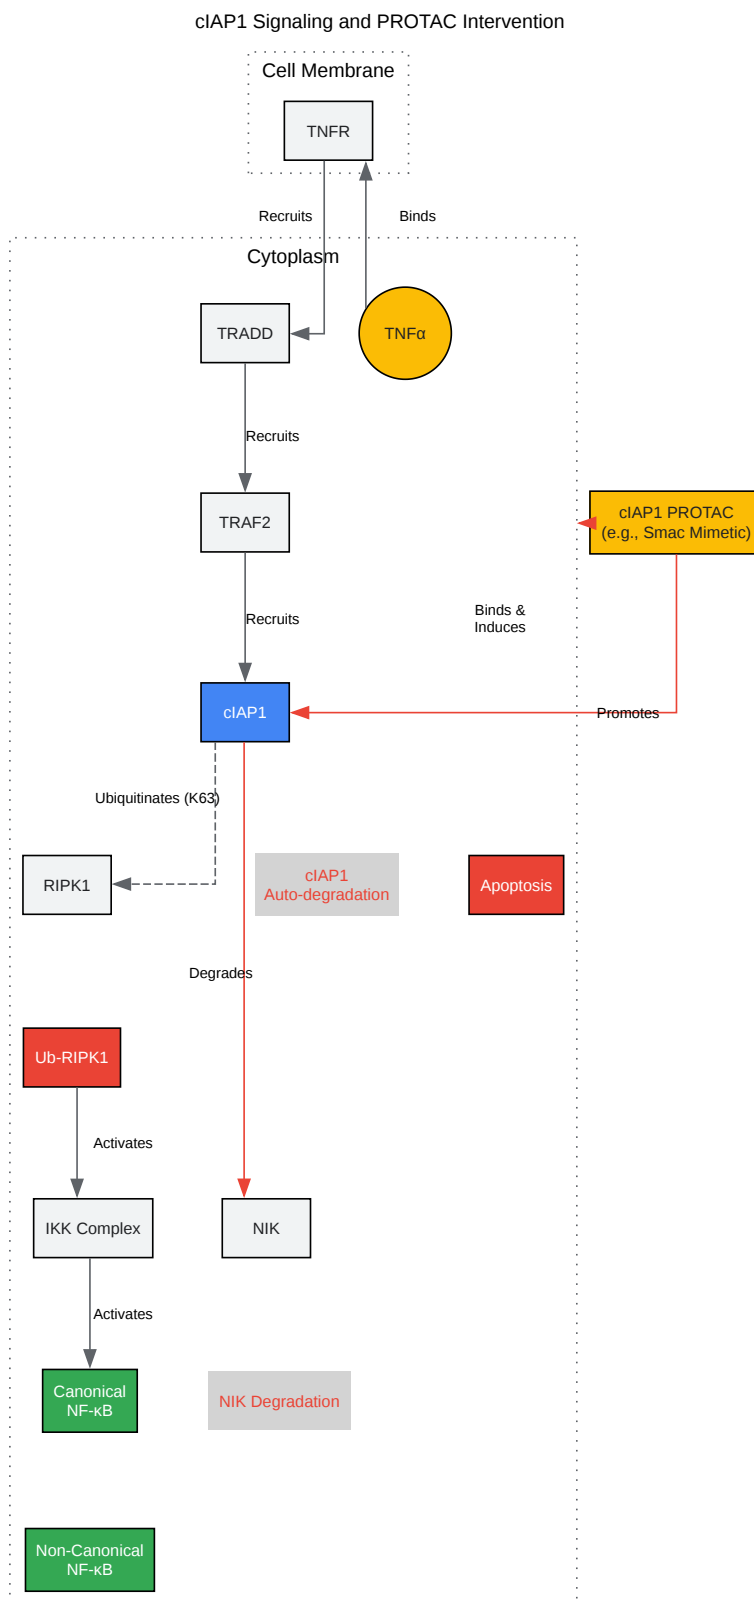 cIAP1 Signaling and PROTAC Intervention
Cell Membrane
TNFR
Recruits
Binds
Cytoplasm
TRADD
TNFα
Recruits
TRAF2
cIAP1 PROTAC
(e.g., Smac Mimetic)
Recruits
Binds &
Induces
cIAP1
Promotes
Ubiquitinates (K63)
RIPK1
cIAP1
Auto-degradation
Apoptosis
Degrades
Ub-RIPK1
Activates
IKK Complex
NIK
Activates
Canonical
NF-κB
NIK Degradation
Non-Canonical
NF-κB